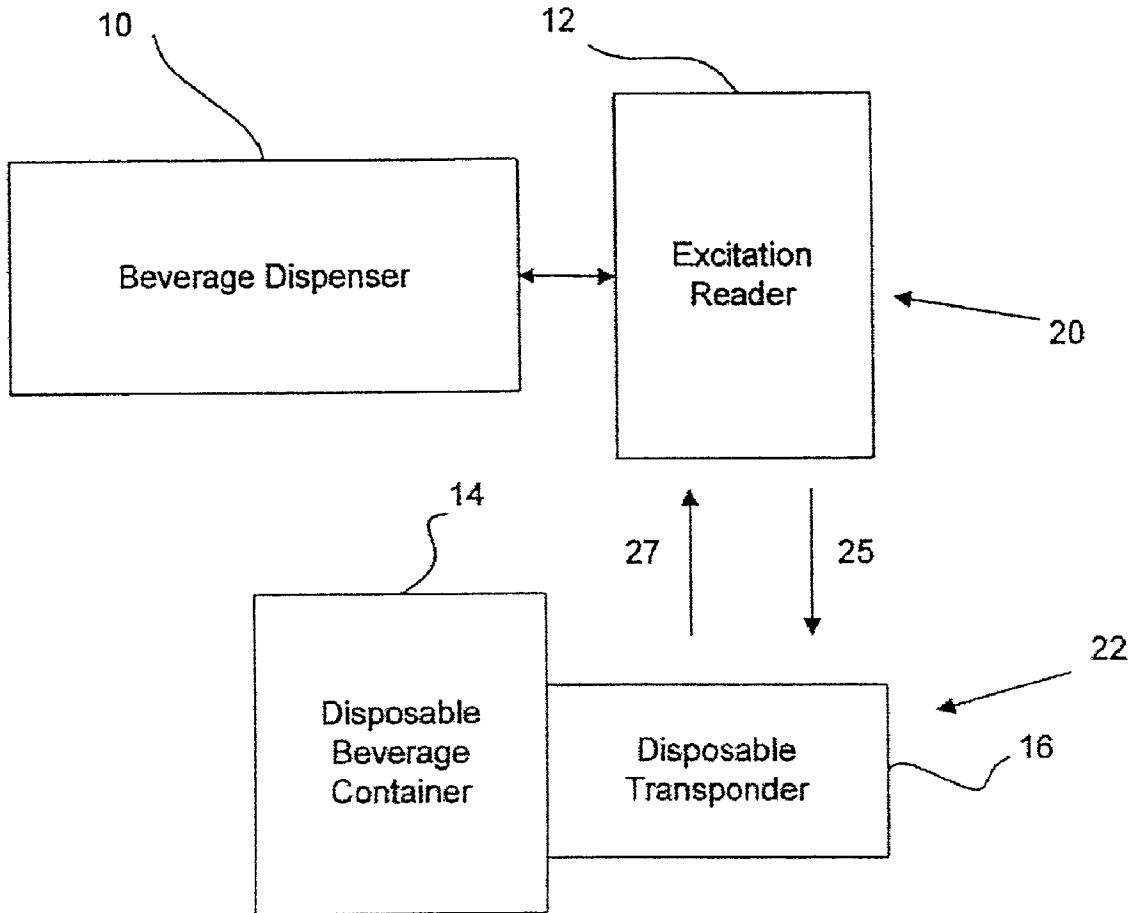 10
12
Beverage Dispenser
Excitation
Reader
20
14
27
25
22
Disposable
Beverage
Container
Disposable
Transponder
16